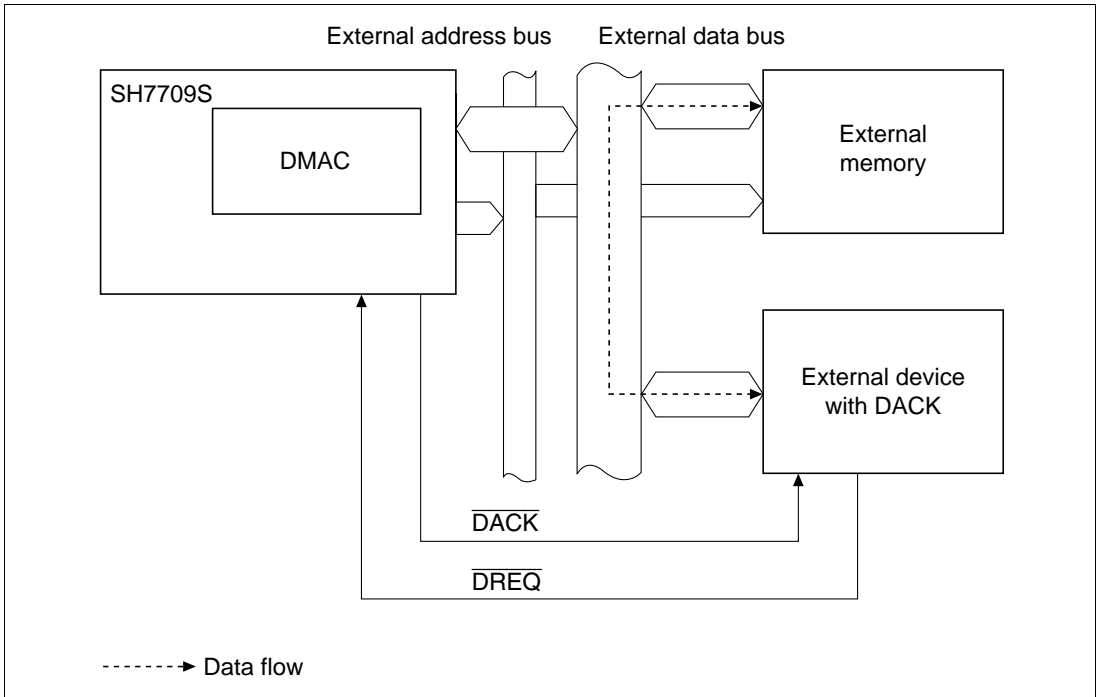 External address bus
External data bus
SH7709S
DMAC
External
memory
External device
with DACK
DACK
DREQ
Data flow